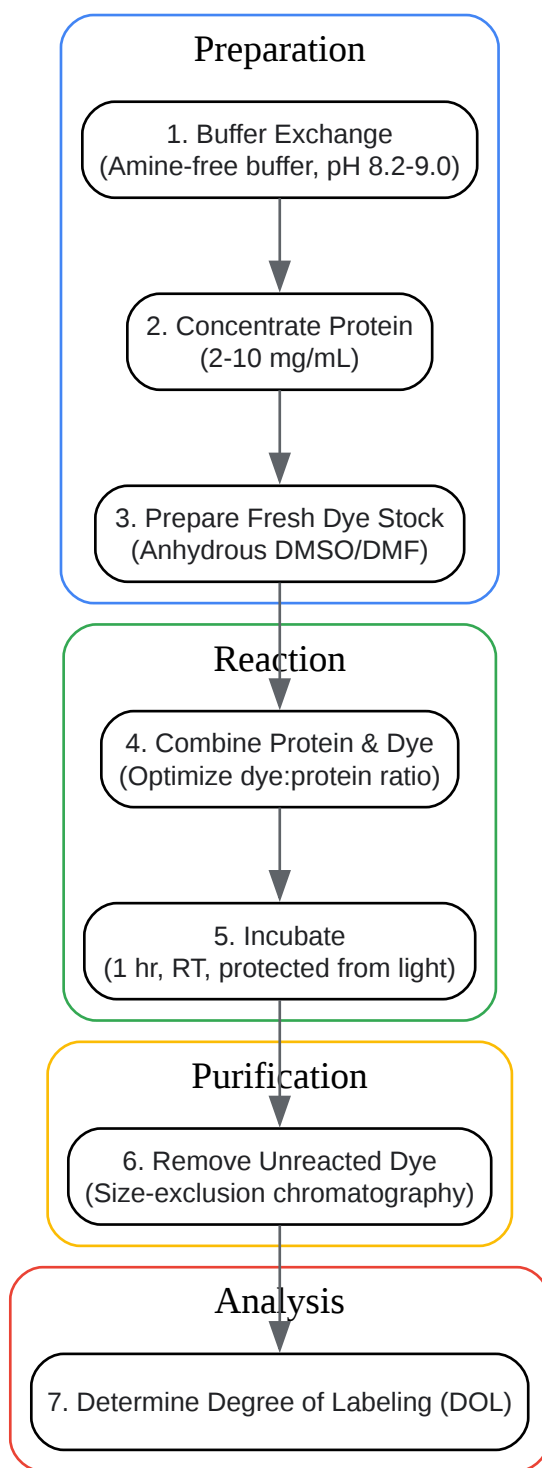 Preparation
1. Buffer Exchange
(Amine-free buffer, pH 8.2-9.0)
2. Concentrate Protein
(2-10 mg/mL)
3. Prepare Fresh Dye Stock
(Anhydrous DMSO/DMF)
Reaction
4. Combine Protein & Dye
(Optimize dye:protein ratio)
5. Incubate
(1 hr, RT, protected from light)
Purification
6. Remove Unreacted Dye
(Size-exclusion chromatography)
Analysis
7. Determine Degree of Labeling (DOL)